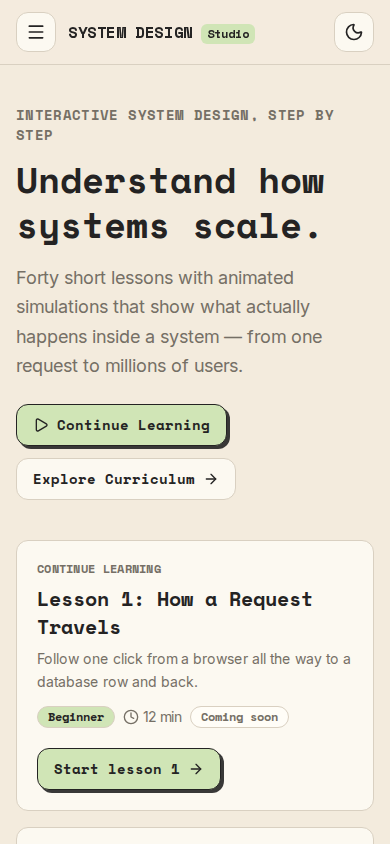 SYSTEM DESIGN Studio
INTERACTIVE SYSTEM DESIGN, STEP BY
STEP
Understand how
systems scale.
Forty short lessons with animated
simulations that show what actually
happens inside a system — from one
request to millions of users.
Continue Learning
Explore Curriculum →
CONTINUE LEARNING
Lesson 1: How a Request
Travels
Follow one click from a browser all the way to a
database row and back.
Beginner 12 min Coming soon
Start lesson 1 →